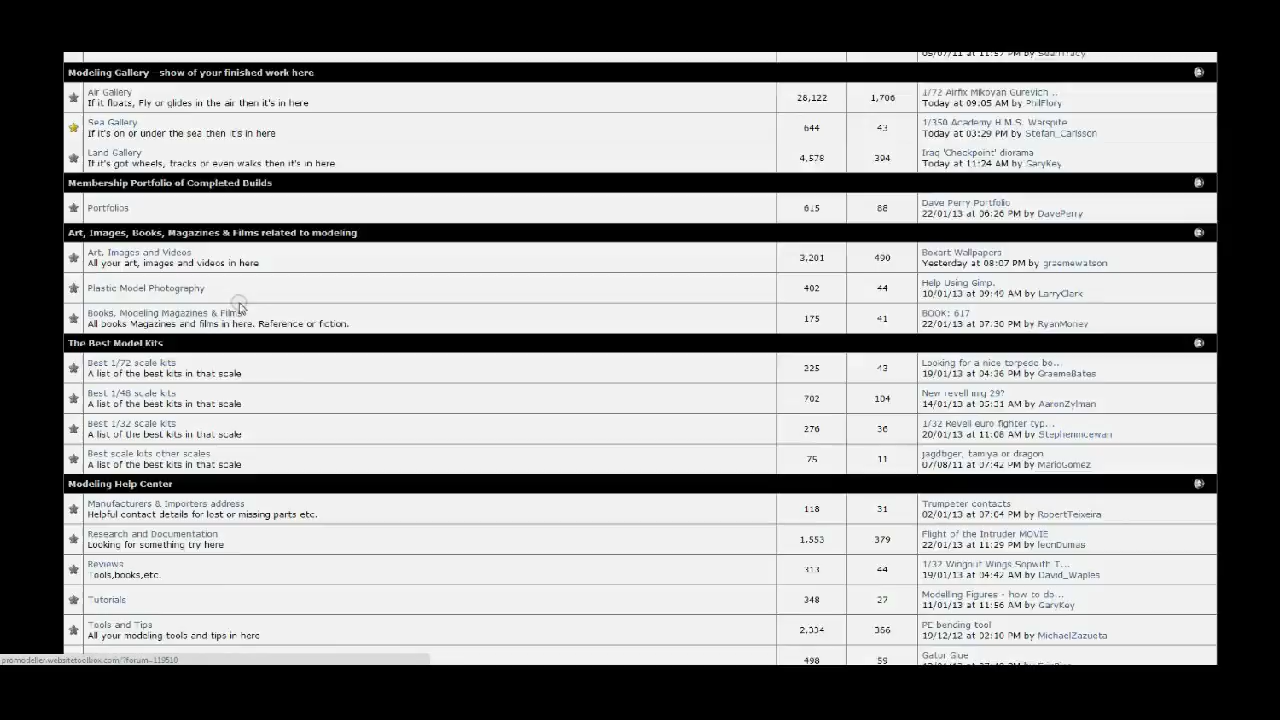 Modeling Gallery - show of your finished work here
Air Gallery
If it floats, Fly or glides in the air then it's in here
28,122
1,706
1/72 Airfix Mikoyan Gurevich ..
Today at 09:05 AM by PhilFlory
Sea Gallery
If it's on or under the sea then it's in here
644
43
1/350 Academy H.M.S. Warspite
Today at 03:29 PM by Stefan_Carlsson
Land Gallery
If it's got wheels, tracks or even walks then it's in here
4,578
394
Iraq 'Checkpoint' diorama
Today at 11:24 AM by GaryKey
Membership Portfolio of Completed Builds
Portfolios
615
88
Dave Perry Portfolio
22/01/13 at 06:26 PM by DavePerry
Art, Images, Books, Magazines & Films related to modeling
Art, Images and Videos
All your art, images and videos in here
3,201
490
Boxart Wallpapers
Yesterday at 08:07 PM by graemewatson
Plastic Model Photography
402
44
Help Using Gimp.
10/01/13 at 09:49 AM by LarryClark
Books, Modeling Magazines & Films
All books Magazines and films in here. Reference or fiction.
175
41
BOOK: 617
22/01/13 at 07:30 PM by RyanMoney
The Best Model Kits
Best 1/72 scale kits
A list of the best kits in that scale
225
43
Looking for a nice torpedo bo...
19/01/13 at 04:36 PM by GraemeBates
Best 1/48 scale kits
A list of the best kits in that scale
702
104
New revell mig 29?
14/01/13 at 05:31 AM by AaronZylman
Best 1/32 scale kits
A list of the best kits in that scale
276
36
1/32 Revell euro fighter typ...
20/01/13 at 11:08 AM by Stephenmcewan
Best scale kits other scales
A list of the best kits in that scale
75
11
jagdtiger, tamiya or dragon
07/08/11 at 07:42 PM by MarioGomez
Modeling Help Center
Manufacturers & Importers address
Helpful contact details for lost or missing parts etc.
118
31
Trumpeter contacts
02/01/13 at 07:04 PM by RobertTeixeira
Research and Documentation
Looking for something try here
1,553
379
Flight of the Intruder MOVIE
22/01/13 at 11:29 PM by leonDumas
Reviews
Tools,books,etc.
313
44
1/32 Wingnut Wings Sopwith T...
19/01/13 at 04:42 AM by David_Waples
Tutorials
348
27
Modelling Figures - how to do...
11/01/13 at 11:56 AM by GaryKey
Tools and Tips
All your modeling tools and tips in here
2,334
366
PE bending tool
19/12/12 at 02:10 PM by MichaelZazueta
498
59
Gator Glue
promodeller.websitetoolbox.com/?forum=119510